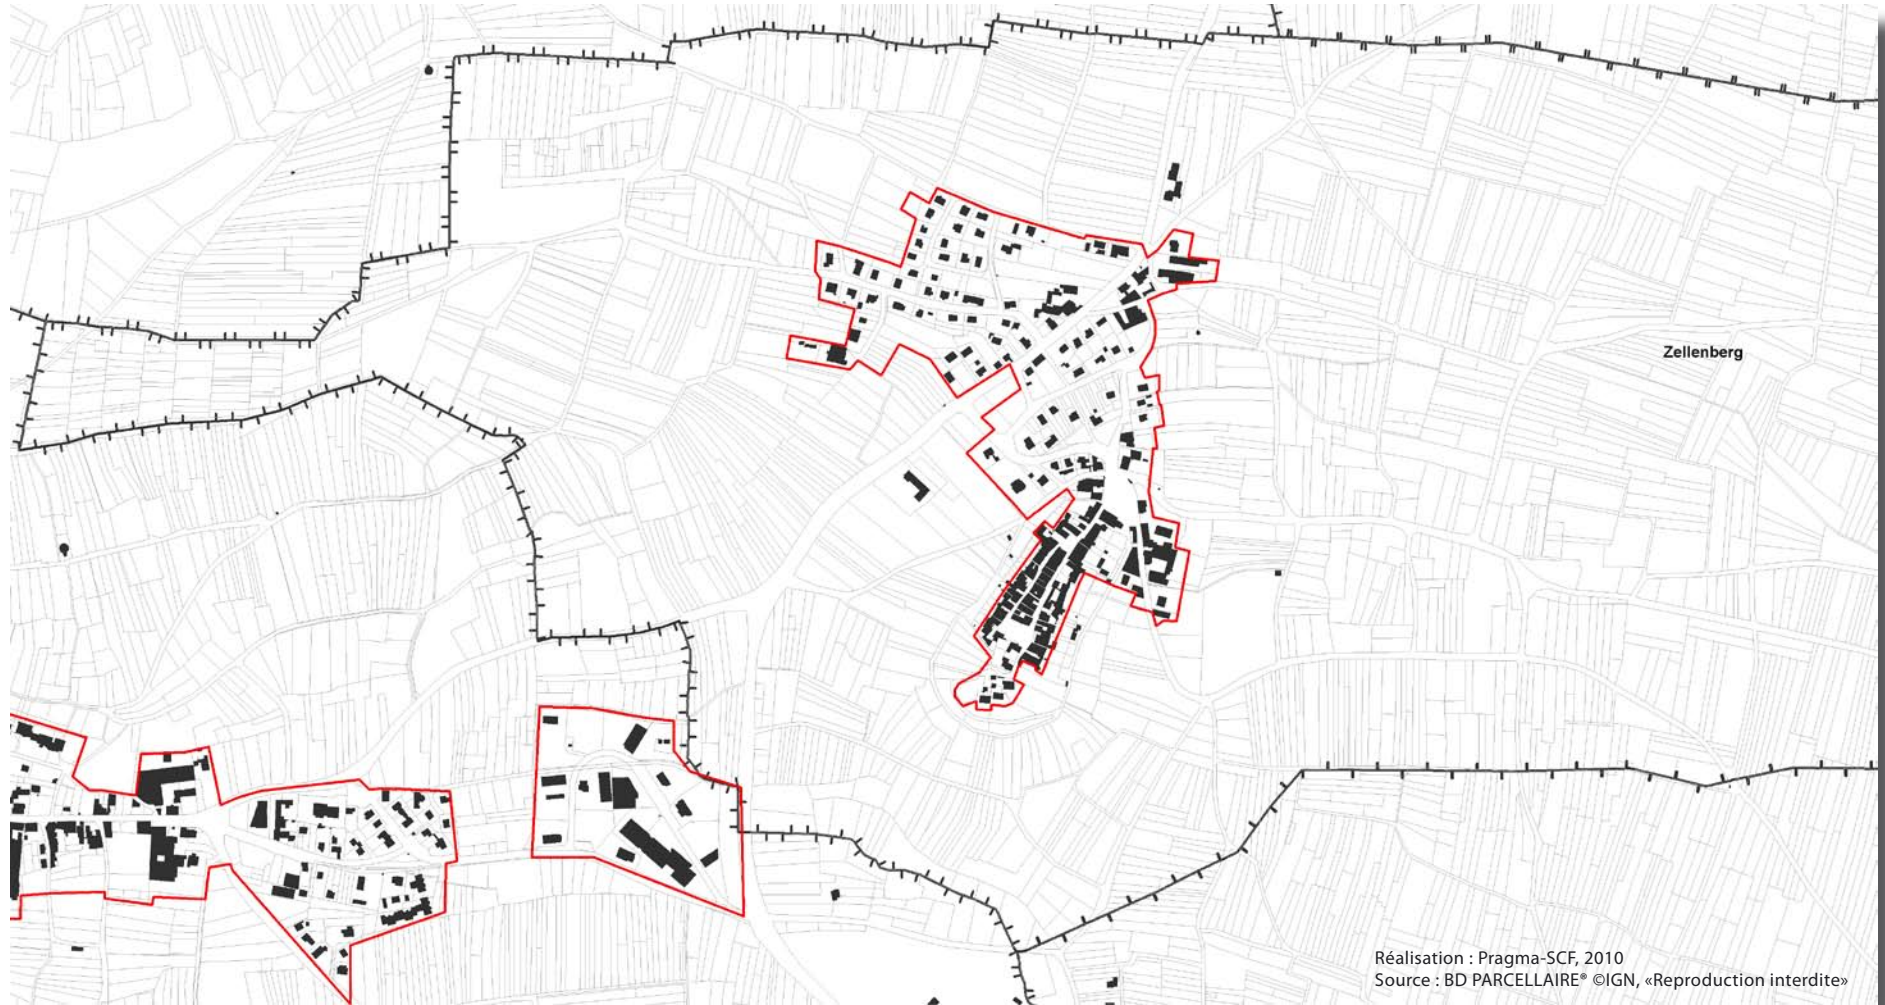 Zellenberg
Réalisation : Pragma-SCF, 2010
Source : BD PARCELLAIRE® ©IGN, «Reproduction interdite»